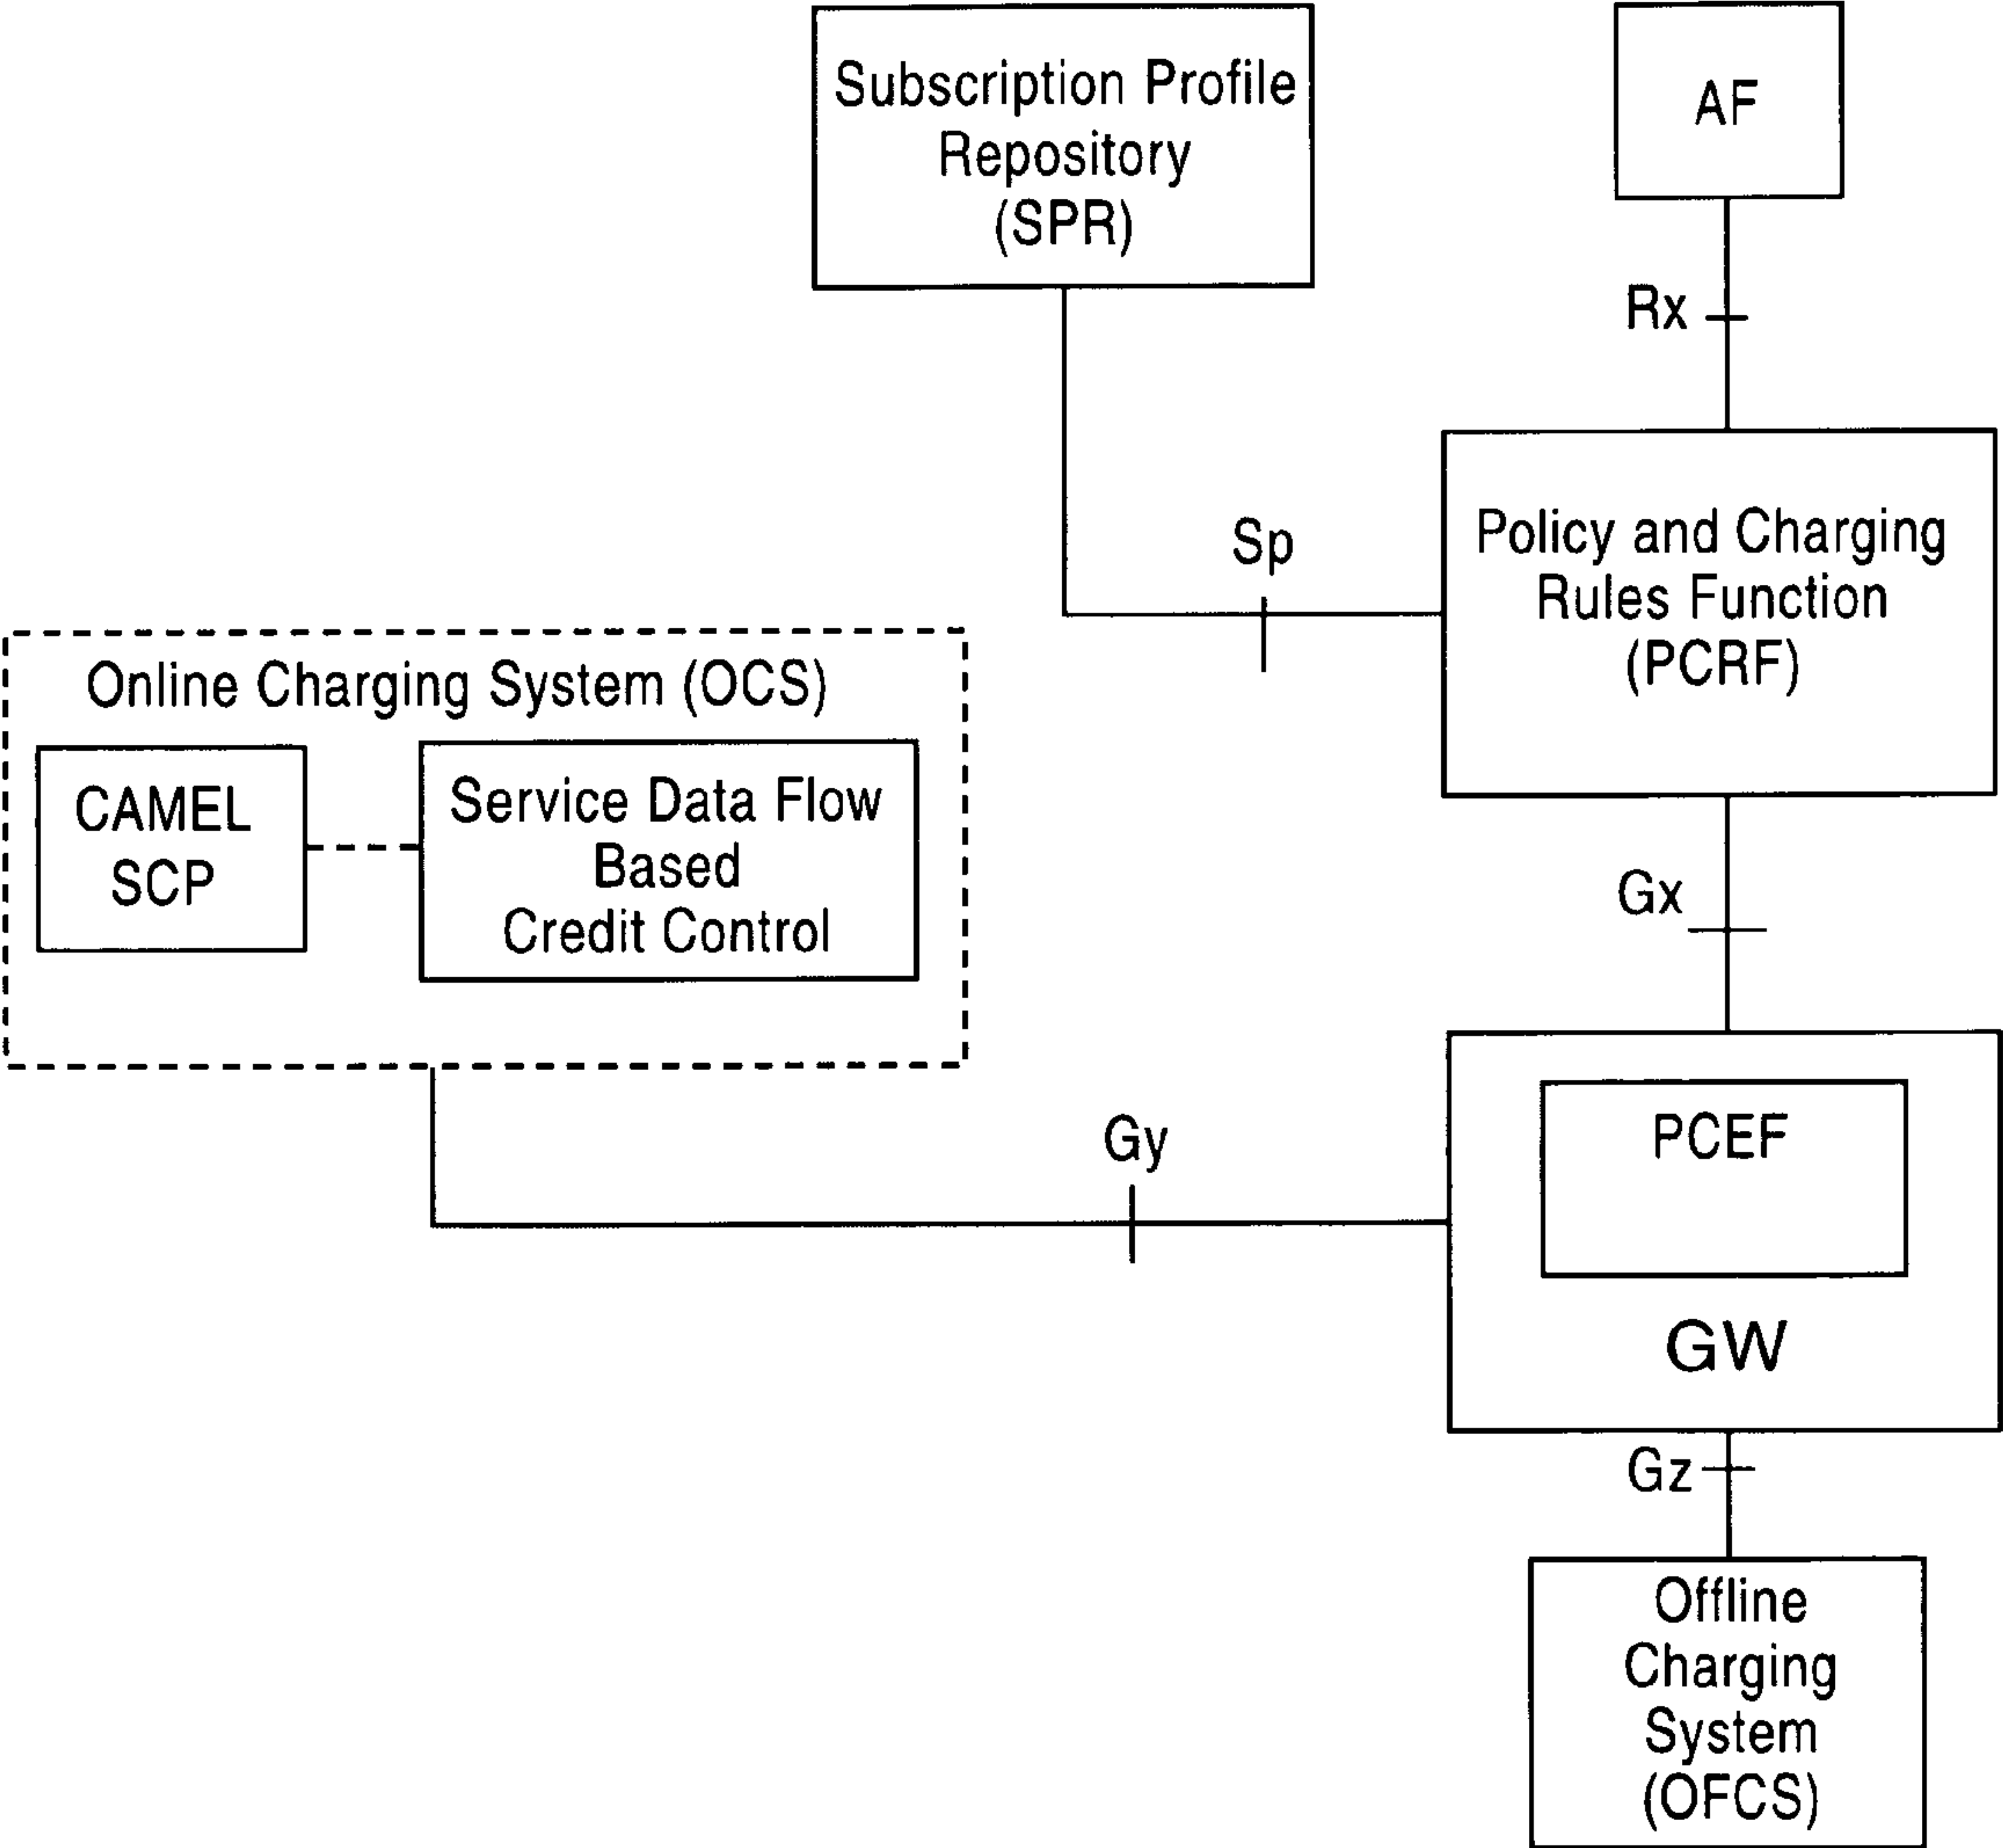 Subscription Profile
Repository
(SPR)
AF
Rx
Sp
Policy and Charging
Rules Function
(PCRF)
Online Charging System (OCS)
CAMEL
SCP
Service Data Flow
Based
Credit Control
Gx
Gy
PCEF
GW
Gz
Offline
Charging
System
(OFCS)